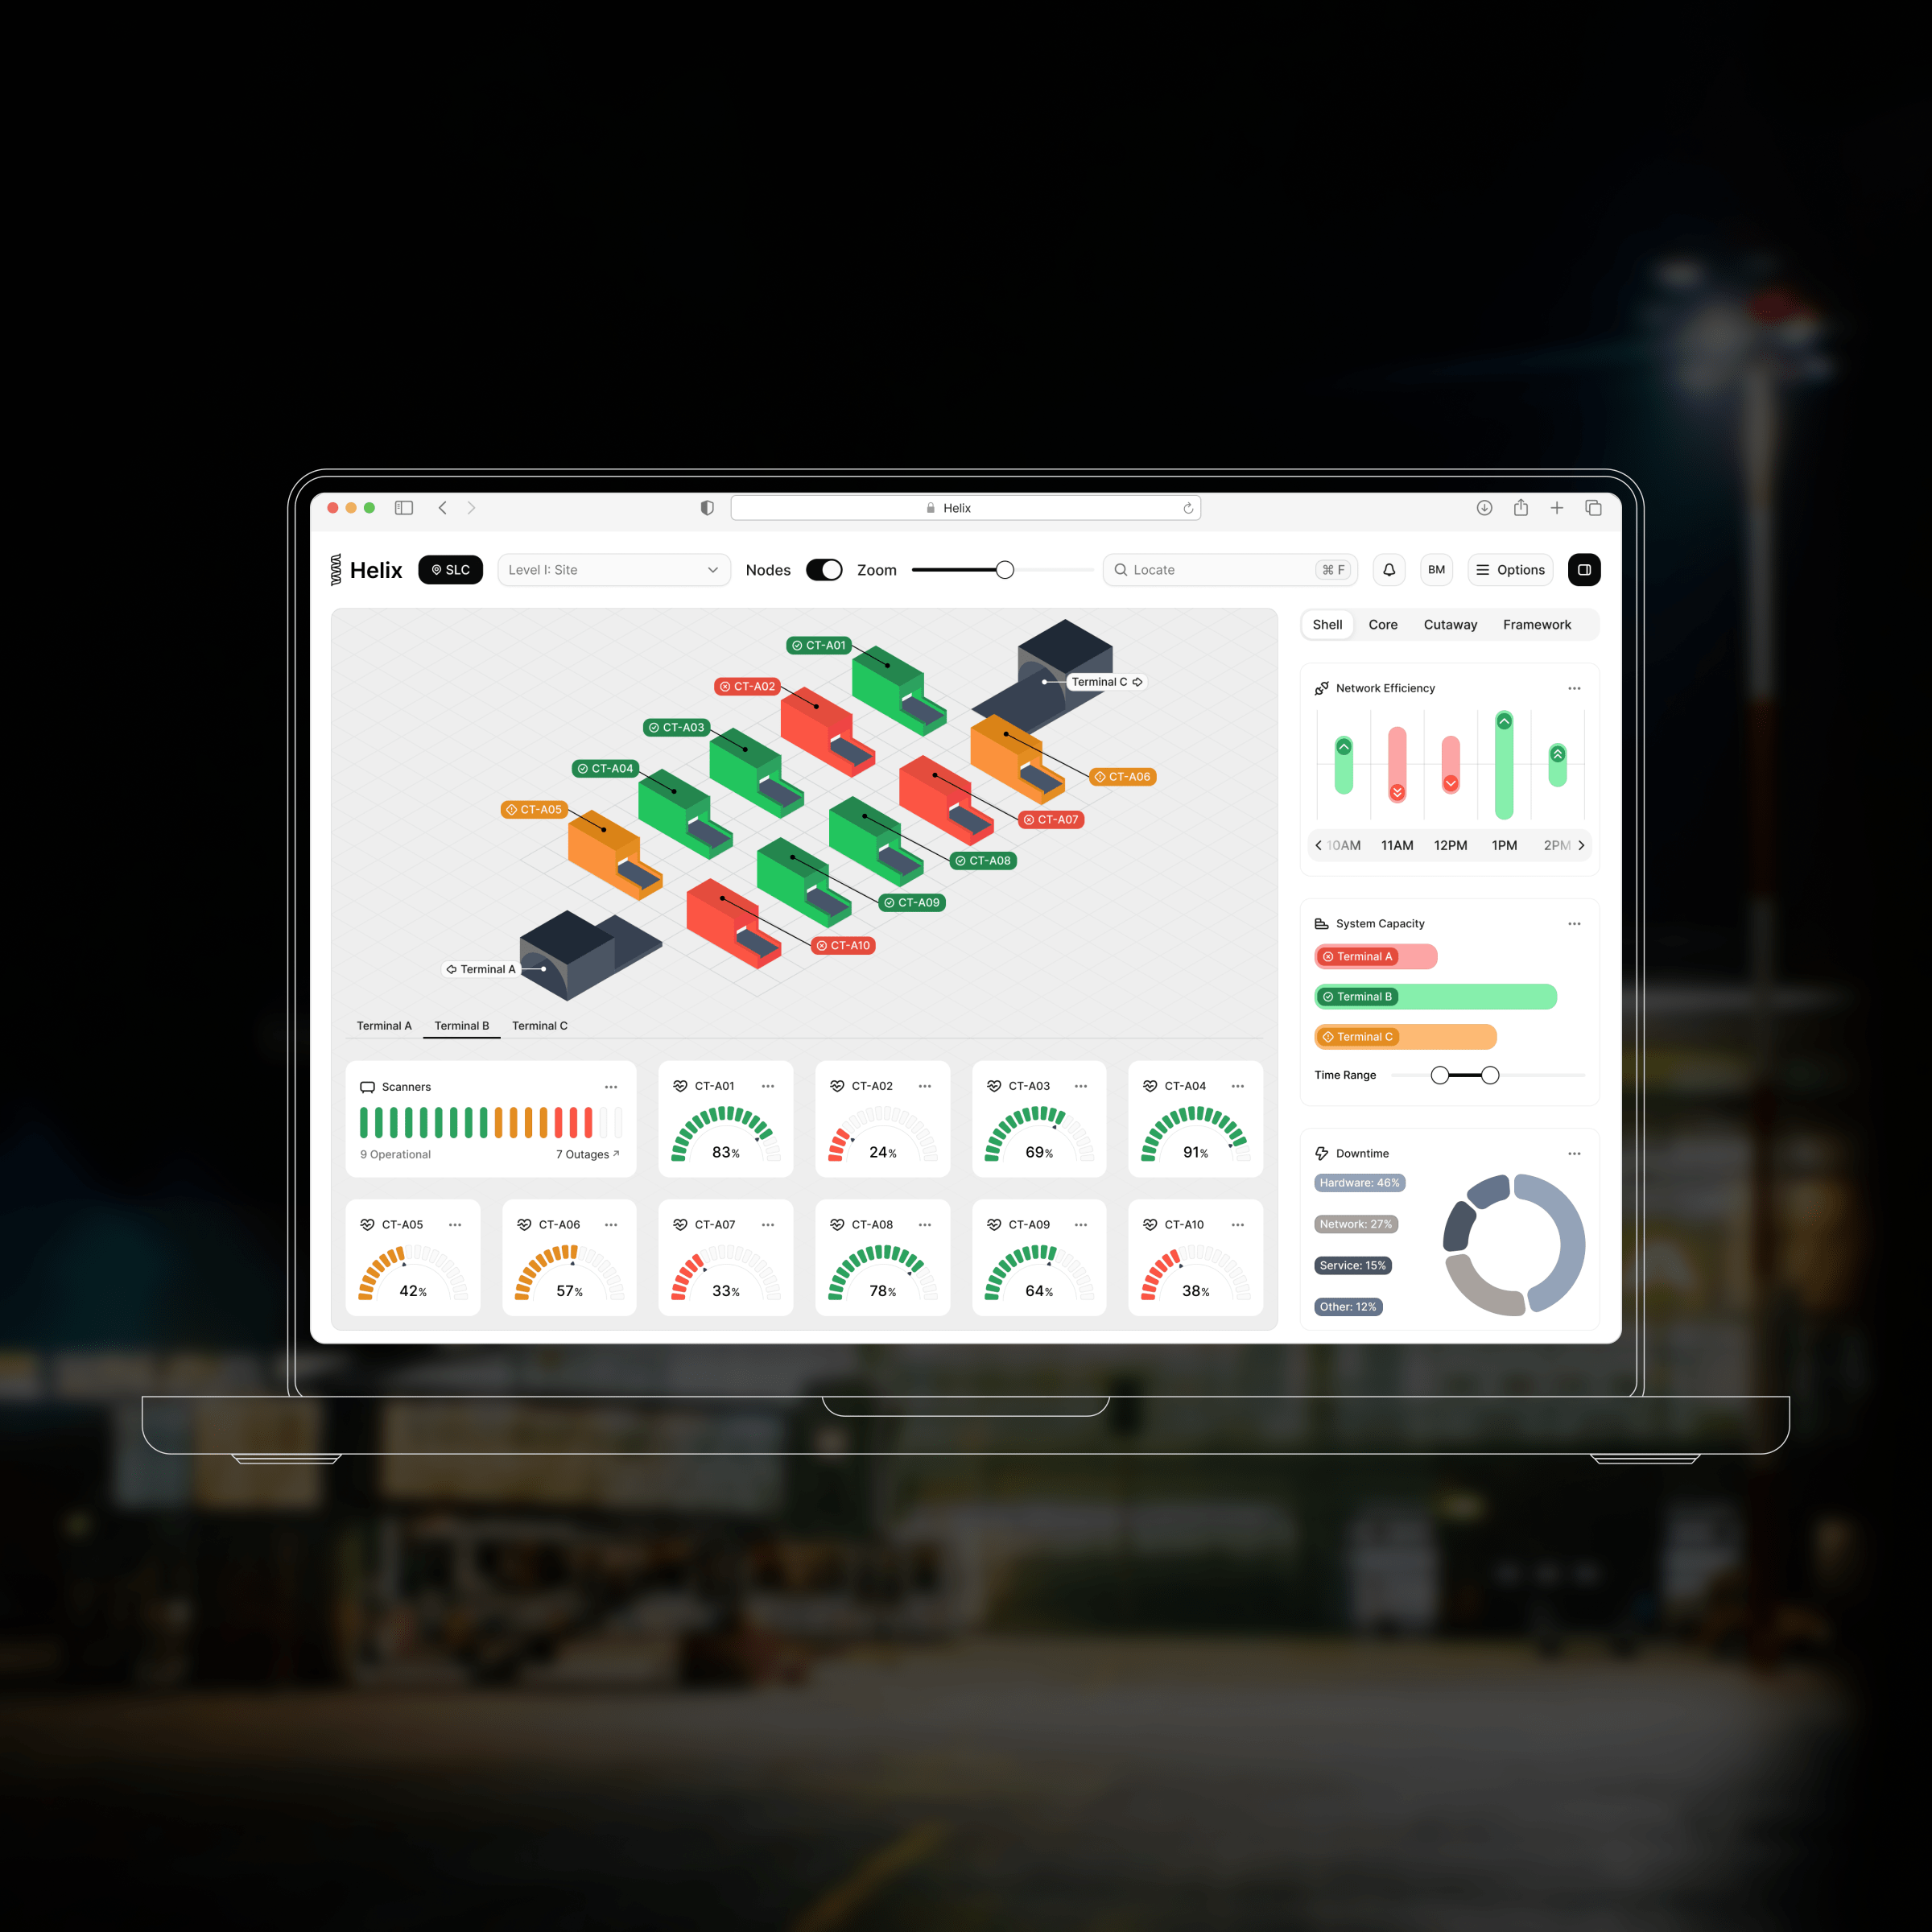 Helix
Helix
SLC
Level I: Site
Nodes
Zoom
Locate
⌘ F
BM
Options
CT-A01
CT-A02
CT-A03
CT-A04
CT-A05
Terminal C
CT-A06
CT-A07
CT-A08
CT-A09
CT-A10
Terminal A
Terminal A Terminal B Terminal C
Scanners
9 Operational 7 Outages
CT-A01
83%
CT-A02
24%
CT-A03
69%
CT-A04
91%
CT-A05
42%
CT-A06
57%
CT-A07
33%
CT-A08
78%
CT-A09
64%
CT-A10
38%
Shell Core Cutaway Framework
Network Efficiency
10AM 11AM 12PM 1PM 2PM
System Capacity
Terminal A
Terminal B
Terminal C
Time Range
Downtime
Hardware: 46%
Network: 27%
Service: 15%
Other: 12%